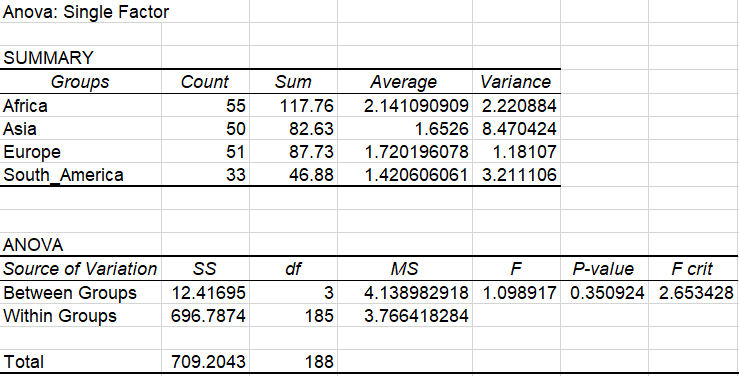 Anova: Single Factor
SUMMARY
Groups Count Sum Average Variance
Africa 55 117.76 2.141090909 2.220884
Asia 50 82.63 1.6526 8.470424
Europe 51 87.73 1.720196078 1.18107
South_America 33 46.88 1.420606061 3.211106
ANOVA
Source of Variation SS df MS F P-value F crit
Between Groups 12.41695 3 4.138982918 1.098917 0.350924 2.653428
Within Groups 696.7874 185 3.766418284
Total 709.2043 188